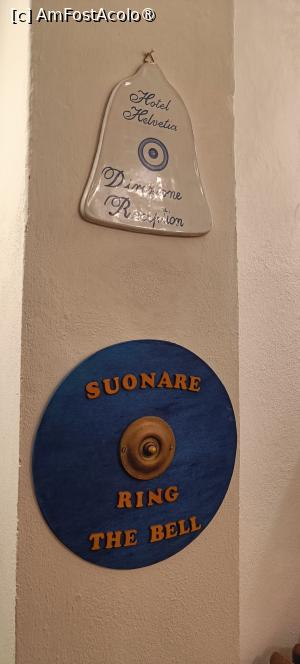 [c] AmFostAcolo®
Hotel
Helvetia
Direzione
Reception
SUONARE
RING
THE BELL